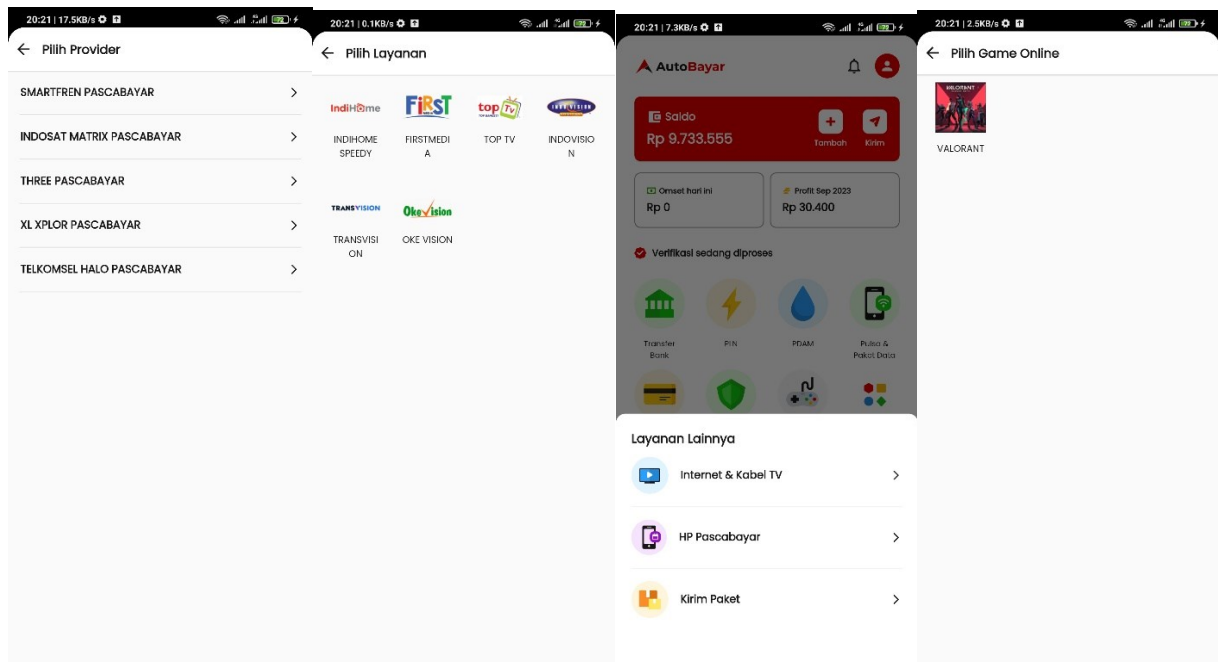 20:21 | 17.5KB/s
Pilih Provider
SMARTFREN PASCABAYAR
INDOSAT MATRIX PASCABAYAR
THREE PASCABAYAR
XL XPLOR PASCABAYAR
TELKOMSEL HALO PASCABAYAR
20:21 | 0.1KB/s
Pilih Layanan
IndiHome
FiRST
top TV
INDOVISION
INDIHOME
SPEEDY
FIRSTMEDI
A
TOP TV
INDOVISIO
N
TRANSVISION
OkeVision
TRANSVISI
ON
OKE VISION
20:21 | 7.3KB/s
AutoBayar
Saldo
Rp 9.733.555
Tambah
Kirim
Omset hari ini
Rp 0
Profit Sep 2023
Rp 30.400
Verifikasi sedang diproses
Transfer
Bank
PLN
PDAM
Pulsa &
Paket Data
Layanan Lainnya
Internet & Kabel TV
HP Pascabayar
Kirim Paket
20:21 | 2.5KB/s
Pilih Game Online
VALORANT
VALORANT